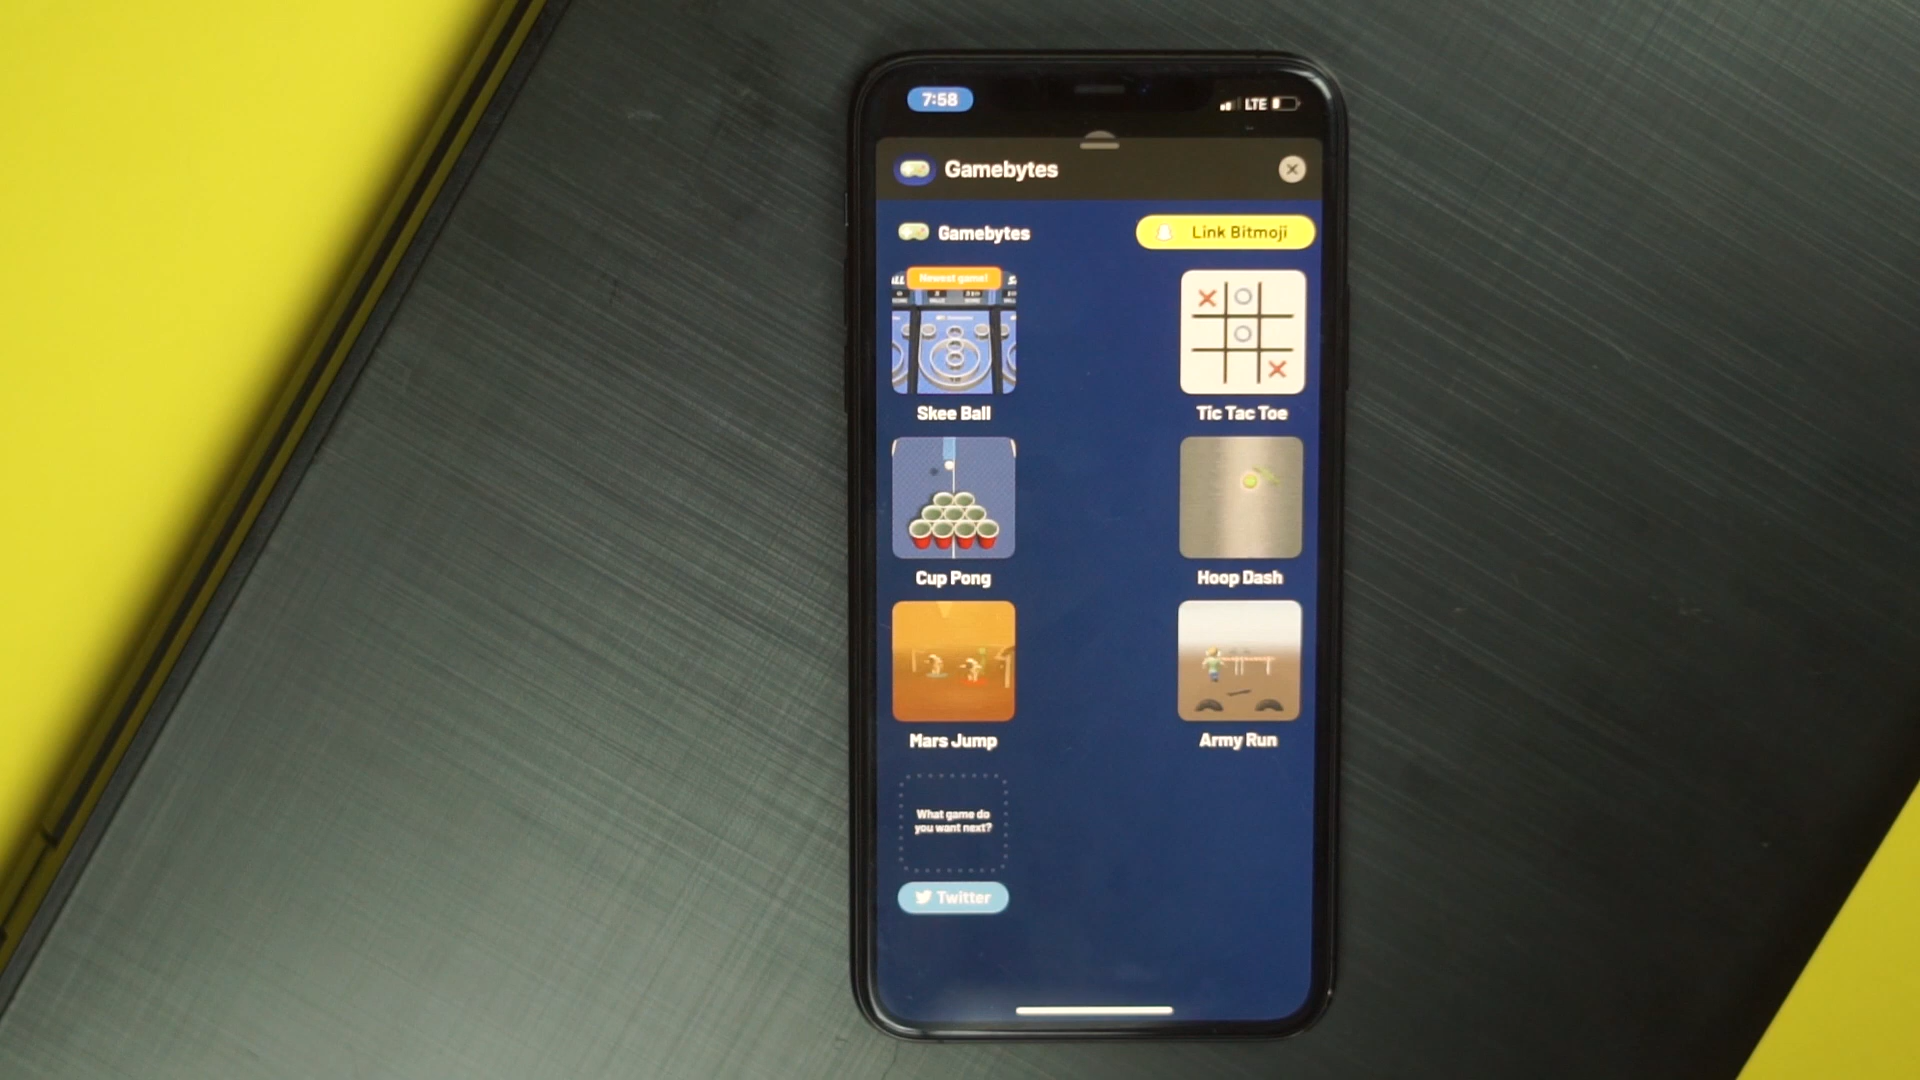 7:58
LTE
Gamebytes
Gamebytes
Link Bitmoji
Newest game!
Skee Ball
Tic Tac Toe
Cup Pong
Hoop Dash
Mars Jump
Army Run
What game do
you want next?
Twitter